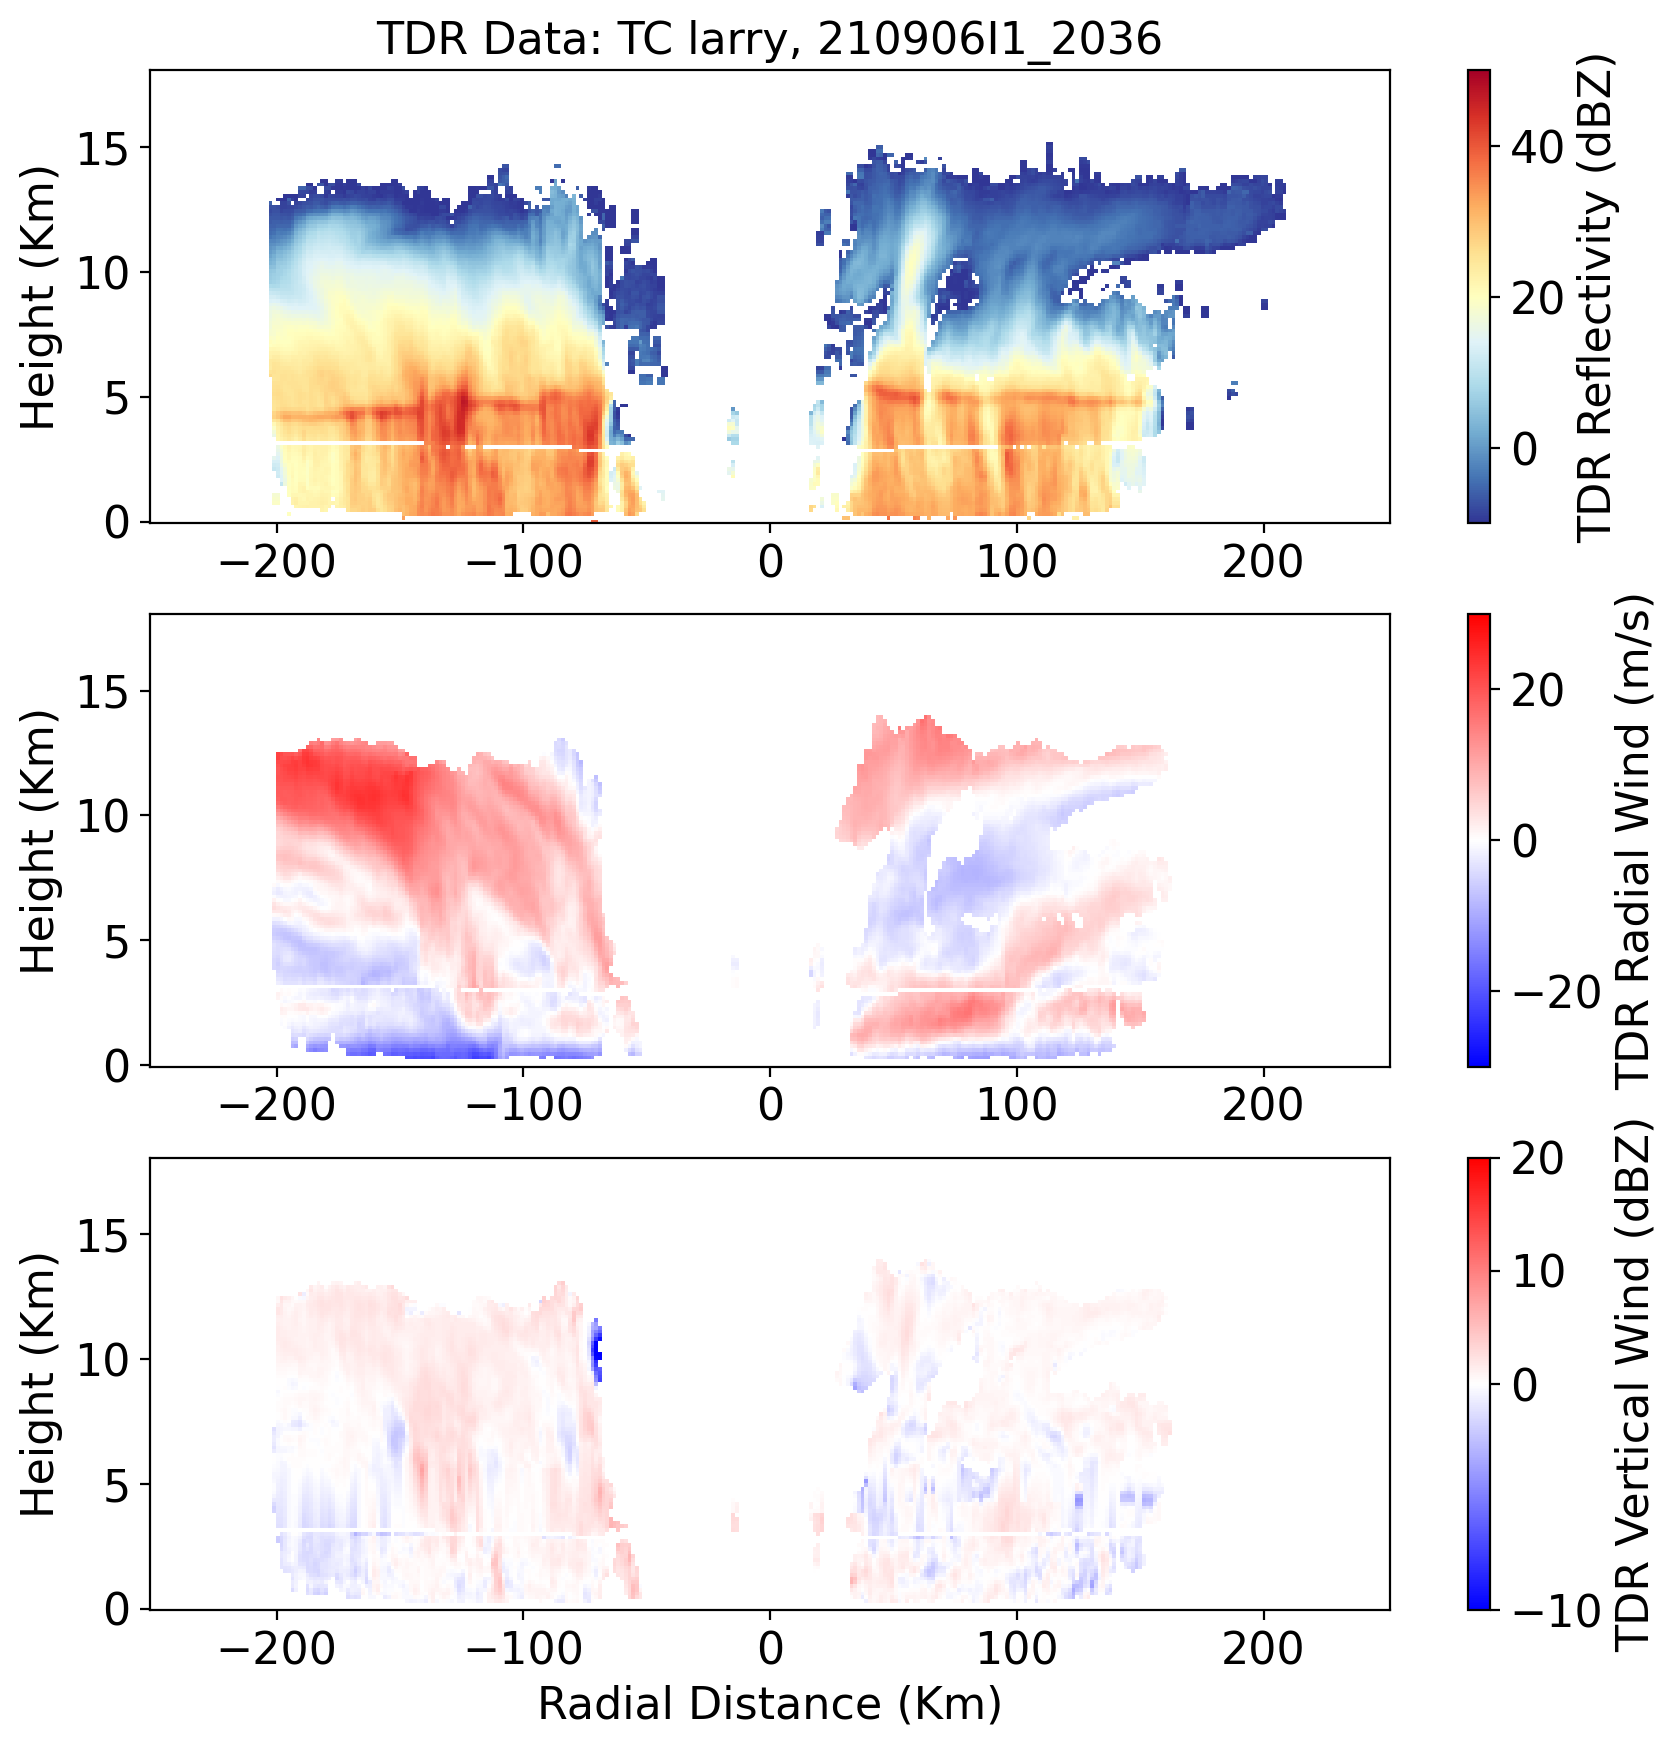 TDR Data: TC larry, 210906I1_2036
15
10
5
0
Height (Km)
−200 −100 0 100 200
40
20
0
TDR Reflectivity (dBZ)
15
10
5
0
Height (Km)
−200 −100 0 100 200
20
0
−20
TDR Radial Wind (m/s)
15
10
5
0
Height (Km)
−200 −100 0 100 200
Radial Distance (Km)
20
10
0
−10
TDR Vertical Wind (dBZ)